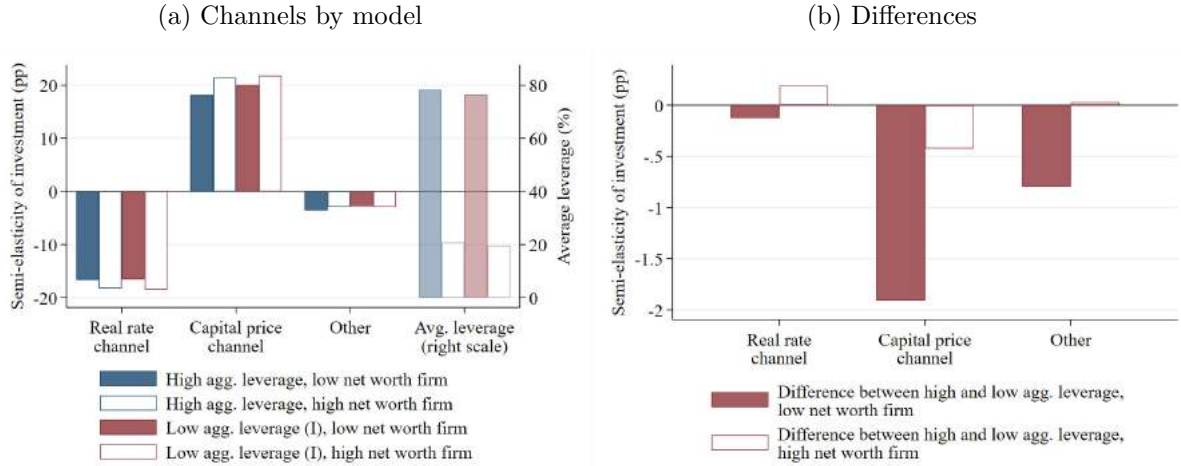 (a) Channels by model
Semi-elasticity of investment (pp)
20
10
0
-10
-20
80
60
40
20
0
Average leverage (%)
Real rate
channel
Capital price
channel
Other
Avg. leverage
(right scale)
High agg. leverage, low net worth firm
High agg. leverage, high net worth firm
Low agg. leverage (I), low net worth firm
Low agg. leverage (I), high net worth firm
(b) Differences
Semi-elasticity of investment (pp)
0
-.5
-1
-1.5
-2
Real rate
channel
Capital price
channel
Other
Difference between high and low agg. leverage,
low net worth firm
Difference between high and low agg. leverage,
high net worth firm